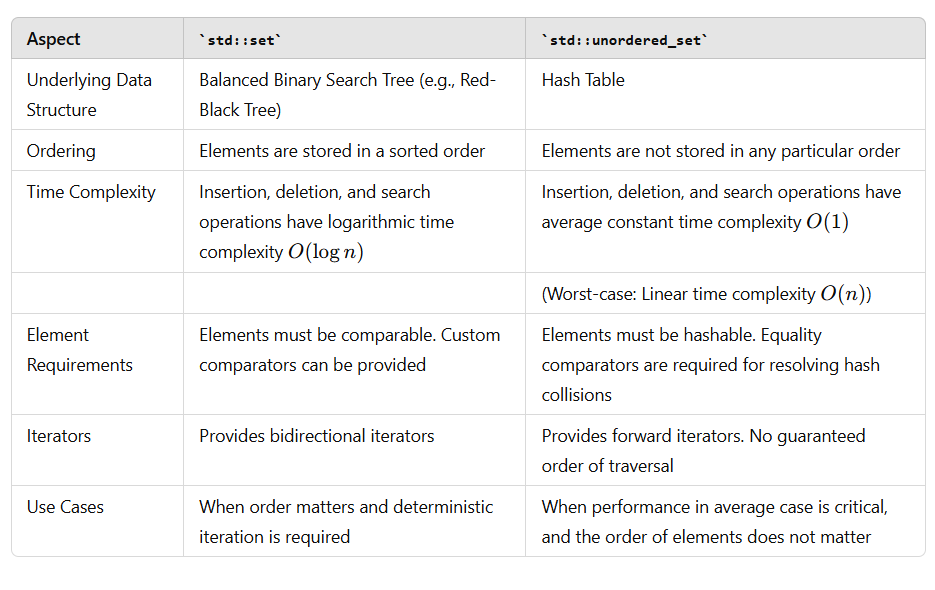 Aspect
`std::set`
`std::unordered_set`
Underlying Data
Structure
Balanced Binary Search Tree (e.g., Red-
Black Tree)
Hash Table
Ordering
Elements are stored in a sorted order
Elements are not stored in any particular order
Time Complexity
Insertion, deletion, and search
operations have logarithmic time
complexity O(log n)
Insertion, deletion, and search operations have
average constant time complexity O(1)
(Worst-case: Linear time complexity O(n))
Element
Requirements
Elements must be comparable. Custom
comparators can be provided
Elements must be hashable. Equality
comparators are required for resolving hash
collisions
Iterators
Provides bidirectional iterators
Provides forward iterators. No guaranteed
order of traversal
Use Cases
When order matters and deterministic
iteration is required
When performance in average case is critical,
and the order of elements does not matter